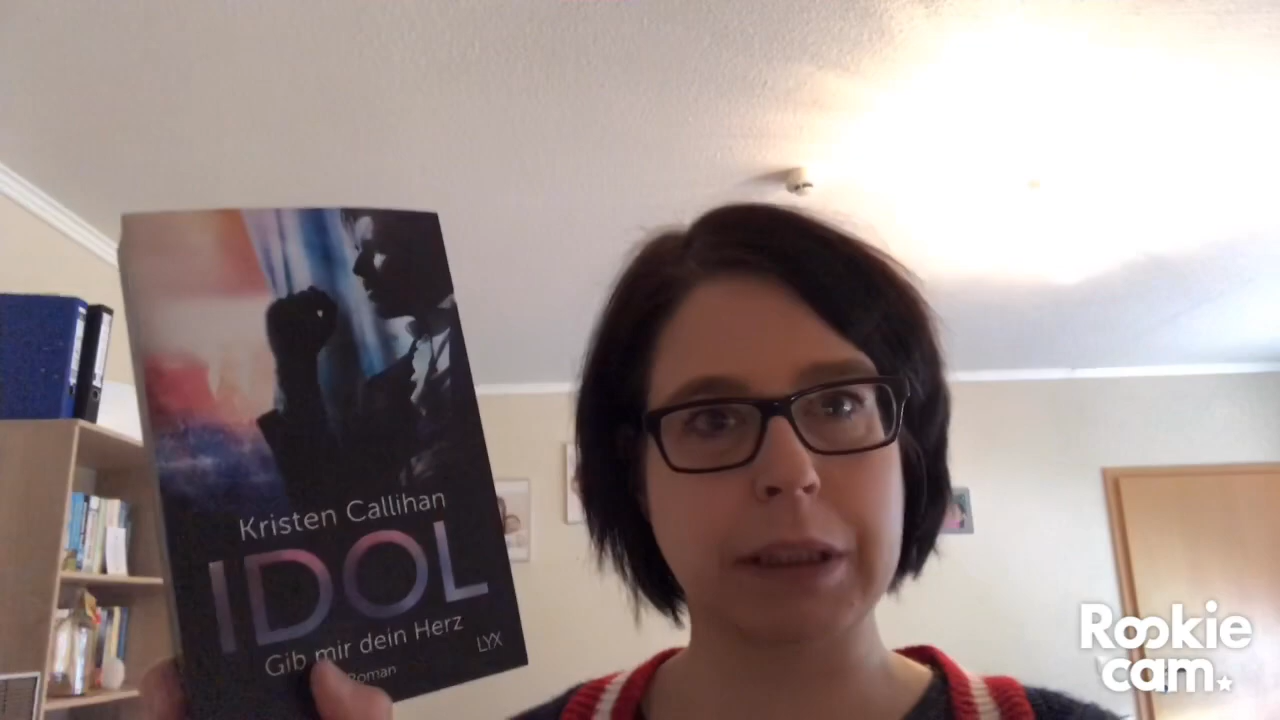 Kristen Callihan
IDOL
Gib mir dein Herz
Roman
LYX
Rookie
cam.